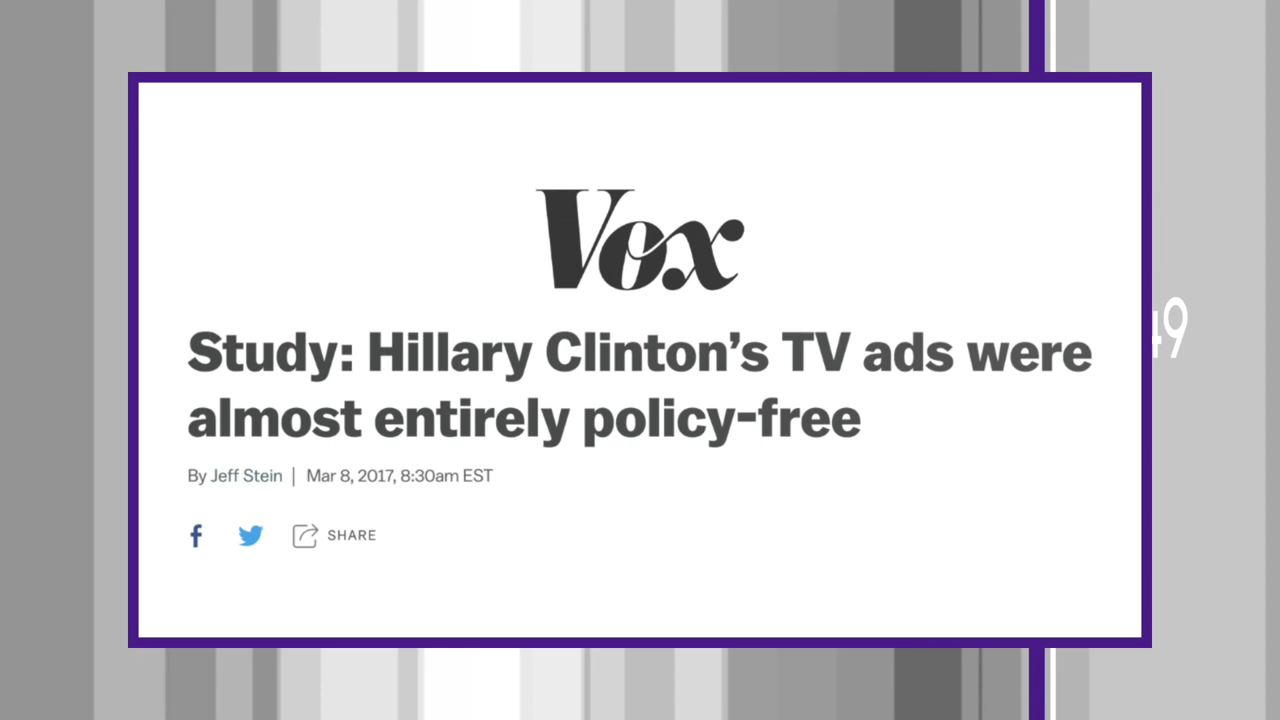 Vox
Study: Hillary Clinton's TV ads were
almost entirely policy-free
By Jeff Stein | Mar 8, 2017, 8:30am EST
SHARE
49